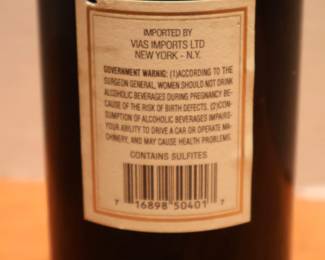 IMPORTED BY
VIAS IMPORTS LTD
NEW YORK - N.Y.
GOVERNMENT WARNIG: (1)ACCORDING TO THE
SURGEON GENERAL, WOMEN SHOULD NOT DRINK
ALCOHOLIC BEVERAGES DURING PREGNANCY BE-
CAUSE OF THE RISK OF BIRTH DEFECTS. (2)CON-
SUMPTION OF ALCOHOLIC BEVERAGES IMPAIRS
YOUR ABILITY TO DRIVE A CAR OR OPERATE MA-
CHINERY, AND MAY CAUSE HEALTH PROBLEMS.
CONTAINS SULFITES
7 16898 50401 7